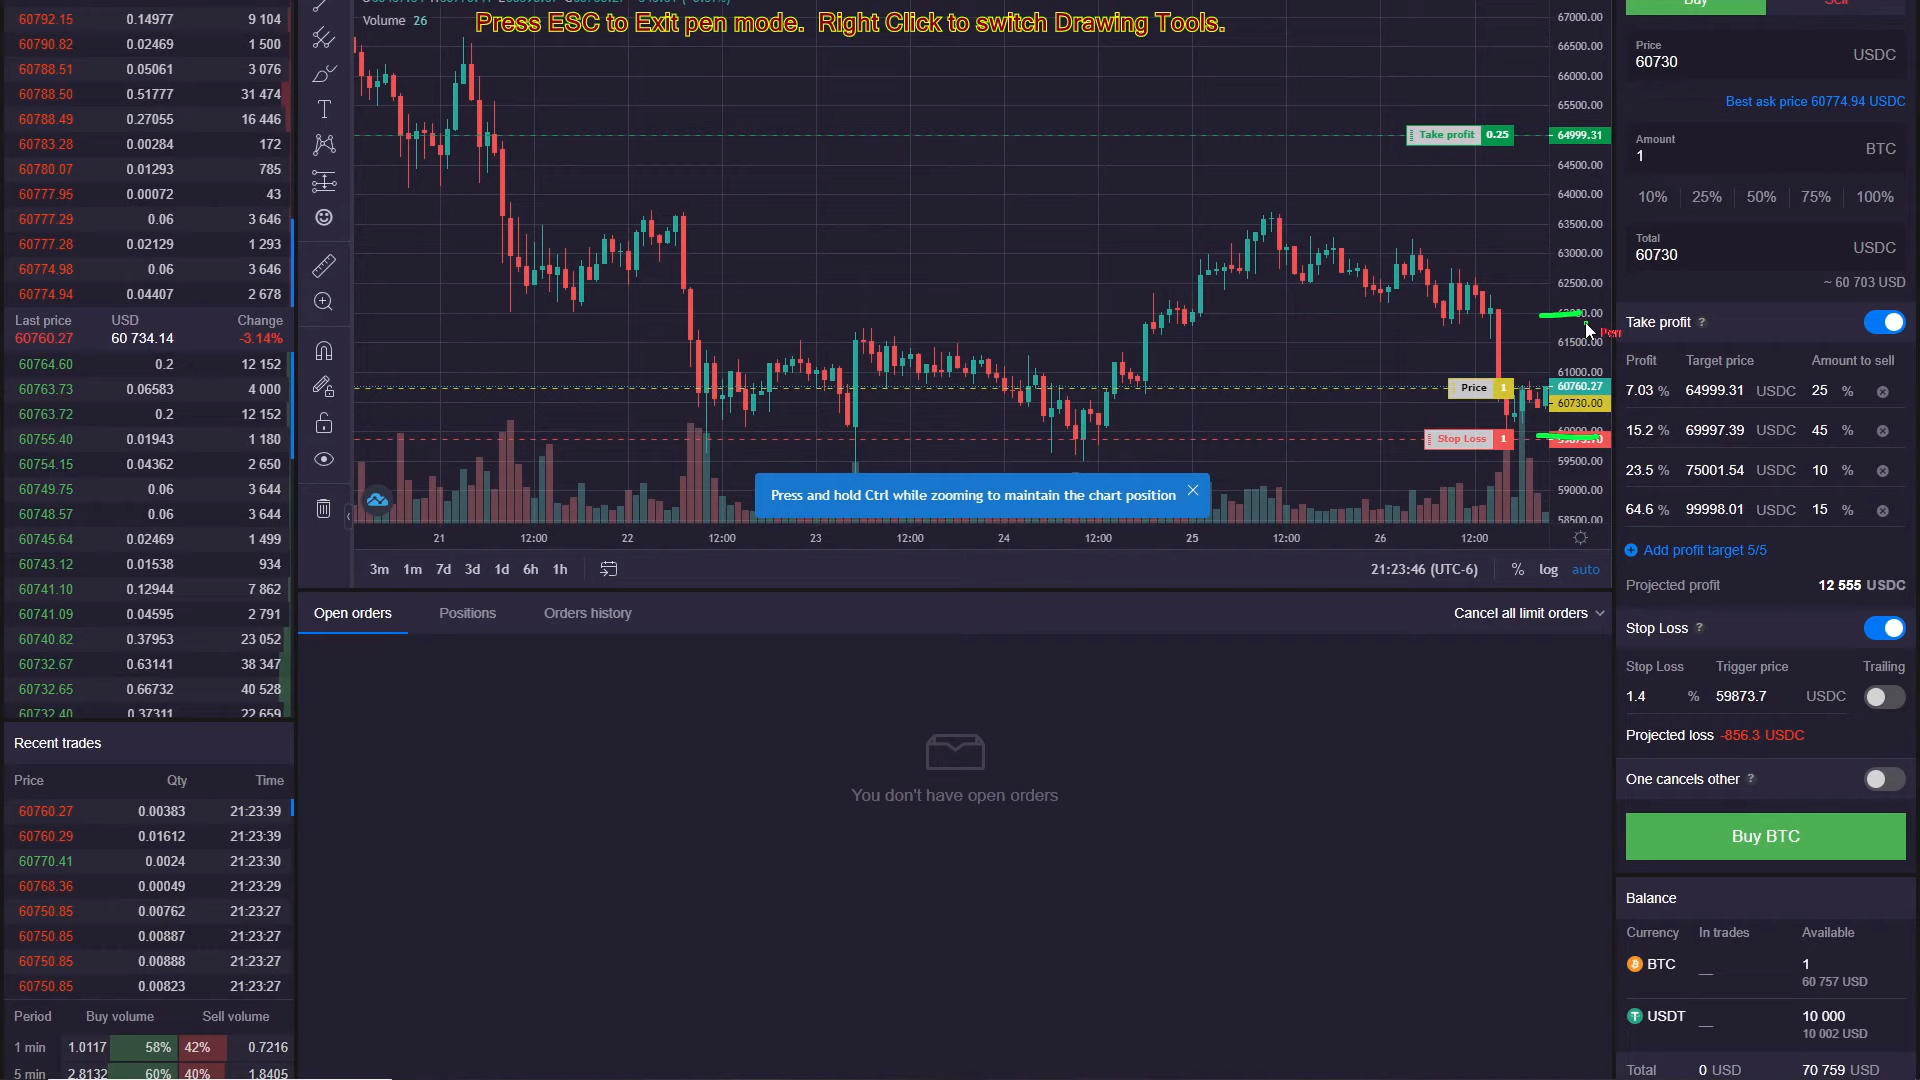 60792.15 0.14977 9 104
60790.82 0.02469 1 500
60788.51 0.05061 3 076
60788.50 0.51777 31 474
60788.49 0.27055 16 446
60783.28 0.00284 172
60780.07 0.01293 785
60777.95 0.00072 43
60777.29 0.06 3 646
60777.28 0.02129 1 293
60774.98 0.06 3 646
60774.94 0.04407 2 678
Last price USD Change
60760.27 60 734.14 -3.14%
60764.60 0.2 12 152
60763.73 0.06583 4 000
60763.72 0.2 12 152
60755.40 0.01943 1 180
60754.15 0.04362 2 650
60749.75 0.06 3 644
60748.57 0.06 3 644
60745.64 0.02469 1 499
60743.12 0.01538 934
60741.10 0.12944 7 862
60741.09 0.04595 2 791
60740.82 0.37953 23 052
60732.67 0.63141 38 347
60732.65 0.66732 40 528
60732.40 0.37311 22 659
Recent trades
Price Qty Time
60760.27 0.00383 21:23:39
60760.29 0.01612 21:23:39
60770.41 0.0024 21:23:30
60768.36 0.00049 21:23:29
60750.85 0.00762 21:23:27
60750.85 0.00887 21:23:27
60750.85 0.00888 21:23:27
60750.85 0.00823 21:23:27
Period Buy volume Sell volume
1 min 1.0117 58% 42% 0.7216
5 min 2.8132 60% 40% 1.8405
Volume 26
Press ESC to Exit pen mode. Right Click to switch Drawing Tools.
67000.00
66500.00
66000.00
65500.00
Take profit 0.25 64999.31
64500.00
64000.00
63500.00
63000.00
62500.00
Pen
61500.00
61000.00
Price 1 60760.27
60730.00
Stop Loss 1
59500.00
59000.00
58500.00
Press and hold Ctrl while zooming to maintain the chart position
21 12:00 22 12:00 23 12:00 24 12:00 25 12:00 26 12:00
3m 1m 7d 3d 1d 6h 1h 21:23:46 (UTC-6) % log auto
Open orders Positions Orders history Cancel all limit orders
You don't have open orders
Buy Sell
Price
60730 USDC
Best ask price 60774.94 USDC
Amount
1 BTC
10% 25% 50% 75% 100%
Total
60730 USDC
~ 60 703 USD
Take profit ?
Profit Target price Amount to sell
7.03 % 64999.31 USDC 25 %
15.2 % 69997.39 USDC 45 %
23.5 % 75001.54 USDC 10 %
64.6 % 99998.01 USDC 15 %
Add profit target 5/5
Projected profit 12 555 USDC
Stop Loss ?
Stop Loss Trigger price Trailing
1.4 % 59873.7 USDC
Projected loss -856.3 USDC
One cancels other ?
Buy BTC
Balance
Currency In trades Available
BTC — 1
60 757 USD
USDT — 10 000
10 002 USD
Total 0 USD 70 759 USD